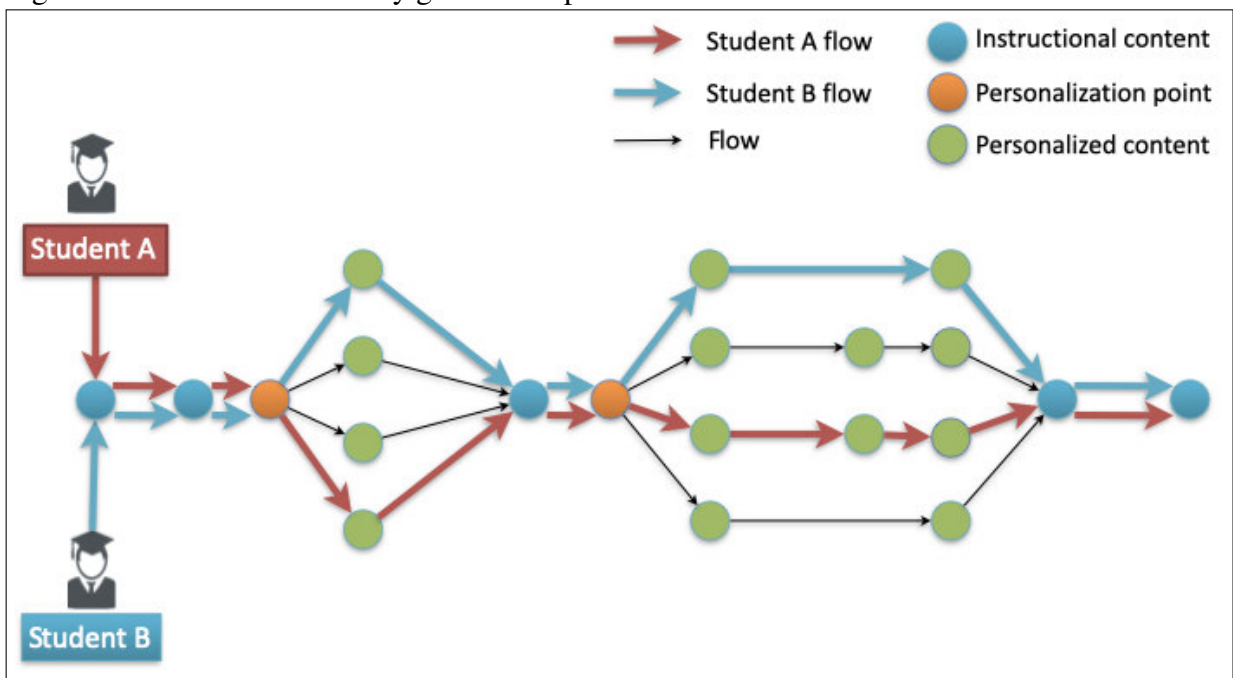 Student A flow
Instructional content
Student B flow
Personalization point
Flow
Personalized content
Student A
Student B